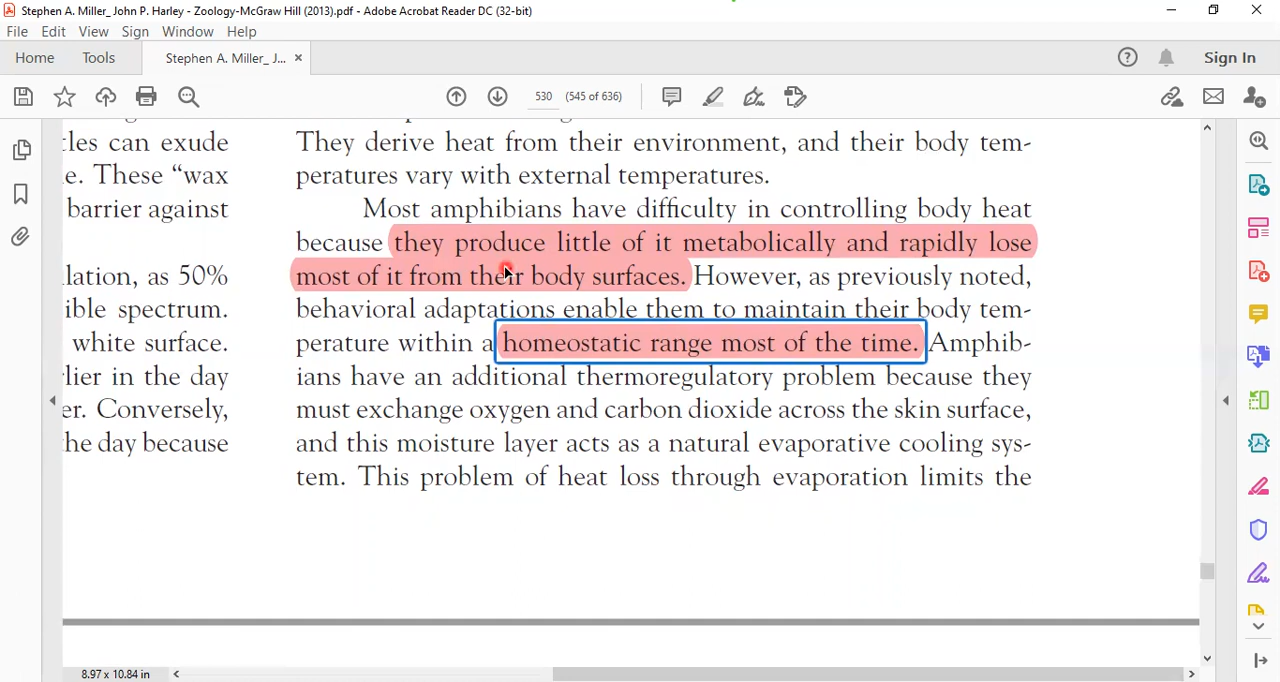 Stephen A. Miller_ John P. Harley - Zoology-McGraw Hill (2013).pdf - Adobe Acrobat Reader DC (32-bit)
File Edit View Sign Window Help
Home Tools Stephen A. Miller_ J... × Sign In
530 (545 of 636)
tles can exude
e. These “wax
barrier against
lation, as 50%
ible spectrum.
white surface.
rlier in the day
er. Conversely,
the day because
They derive heat from their environment, and their body tem-
peratures vary with external temperatures.
Most amphibians have difficulty in controlling body heat
because they produce little of it metabolically and rapidly lose
most of it from their body surfaces. However, as previously noted,
behavioral adaptations enable them to maintain their body tem-
perature within a homeostatic range most of the time. Amphib-
ians have an additional thermoregulatory problem because they
must exchange oxygen and carbon dioxide across the skin surface,
and this moisture layer acts as a natural evaporative cooling sys-
tem. This problem of heat loss through evaporation limits the
8.97 x 10.84 in